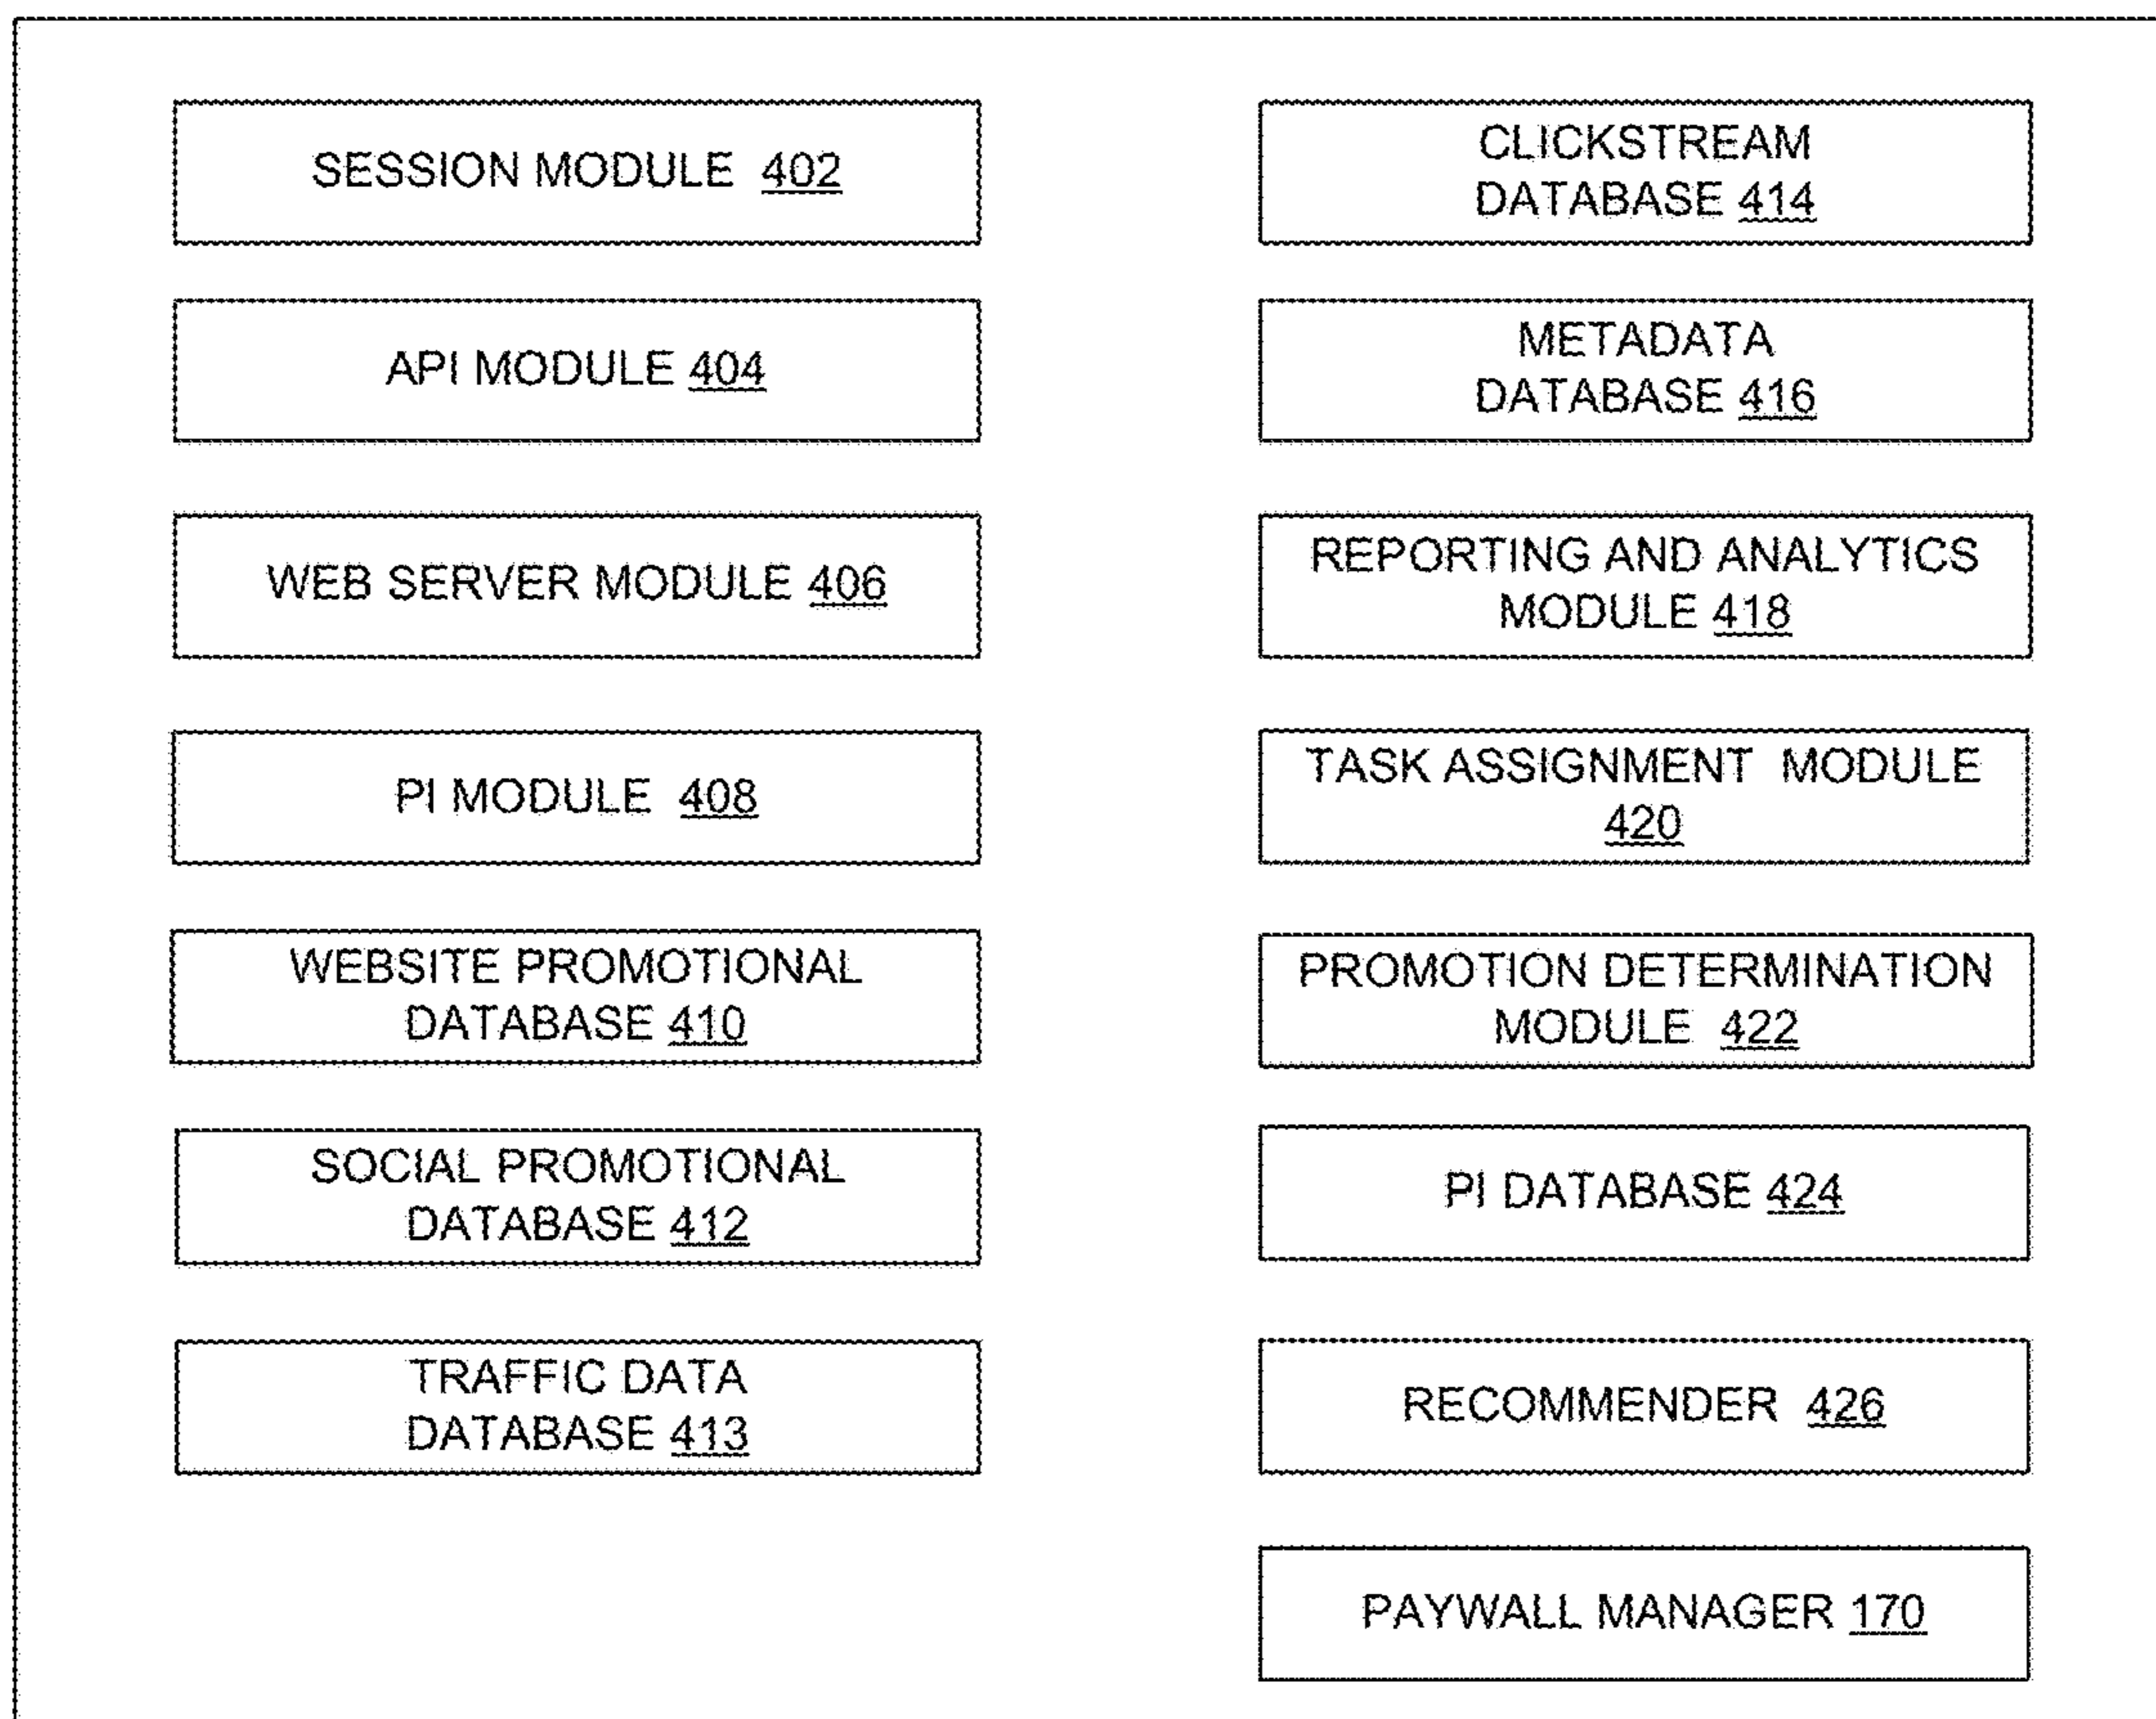 SESSION MODULE 402
API MODULE 404
WEB SERVER MODULE 406
PI MODULE 408
WEBSITE PROMOTIONAL
DATABASE 410
SOCIAL PROMOTIONAL
DATABASE 412
TRAFFIC DATA
DATABASE 413
CLICKSTREAM
DATABASE 414
METADATA
DATABASE 416
REPORTING AND ANALYTICS
MODULE 418
TASK ASSIGNMENT MODULE
420
PROMOTION DETERMINATION
MODULE 422
PI DATABASE 424
RECOMMENDER 426
PAYWALL MANAGER 170